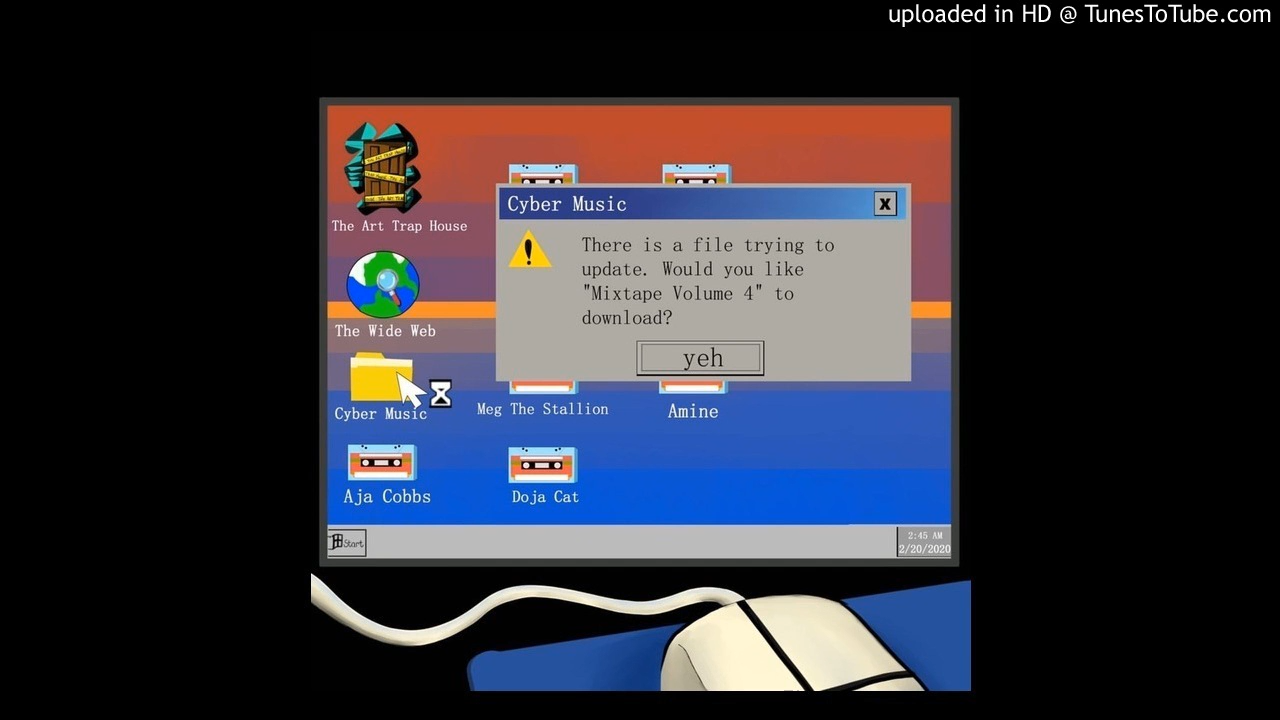 uploaded in HD @ TunesToTube.com
The Art Trap House
Cyber Music
x
There is a file trying to
update. Would you like
"Mixtape Volume 4" to
download?
yeh
The Wide Web
Cyber Music
Meg The Stallion
Amine
Aja Cobbs
Doja Cat
Start
2:45 AM
2/20/2020